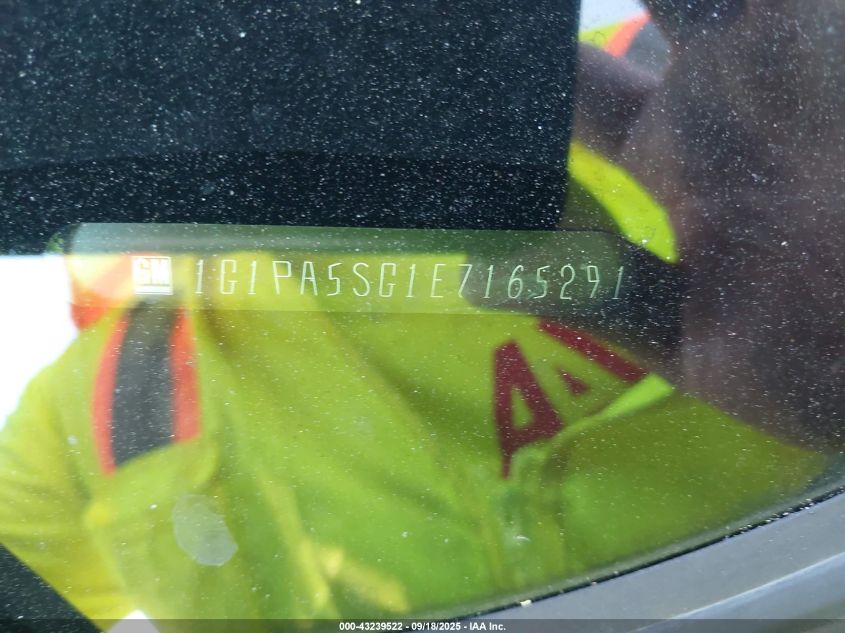 GM 1G1PA5SG1E7165291
000-43239522 - 09/18/2025 - IAA Inc.